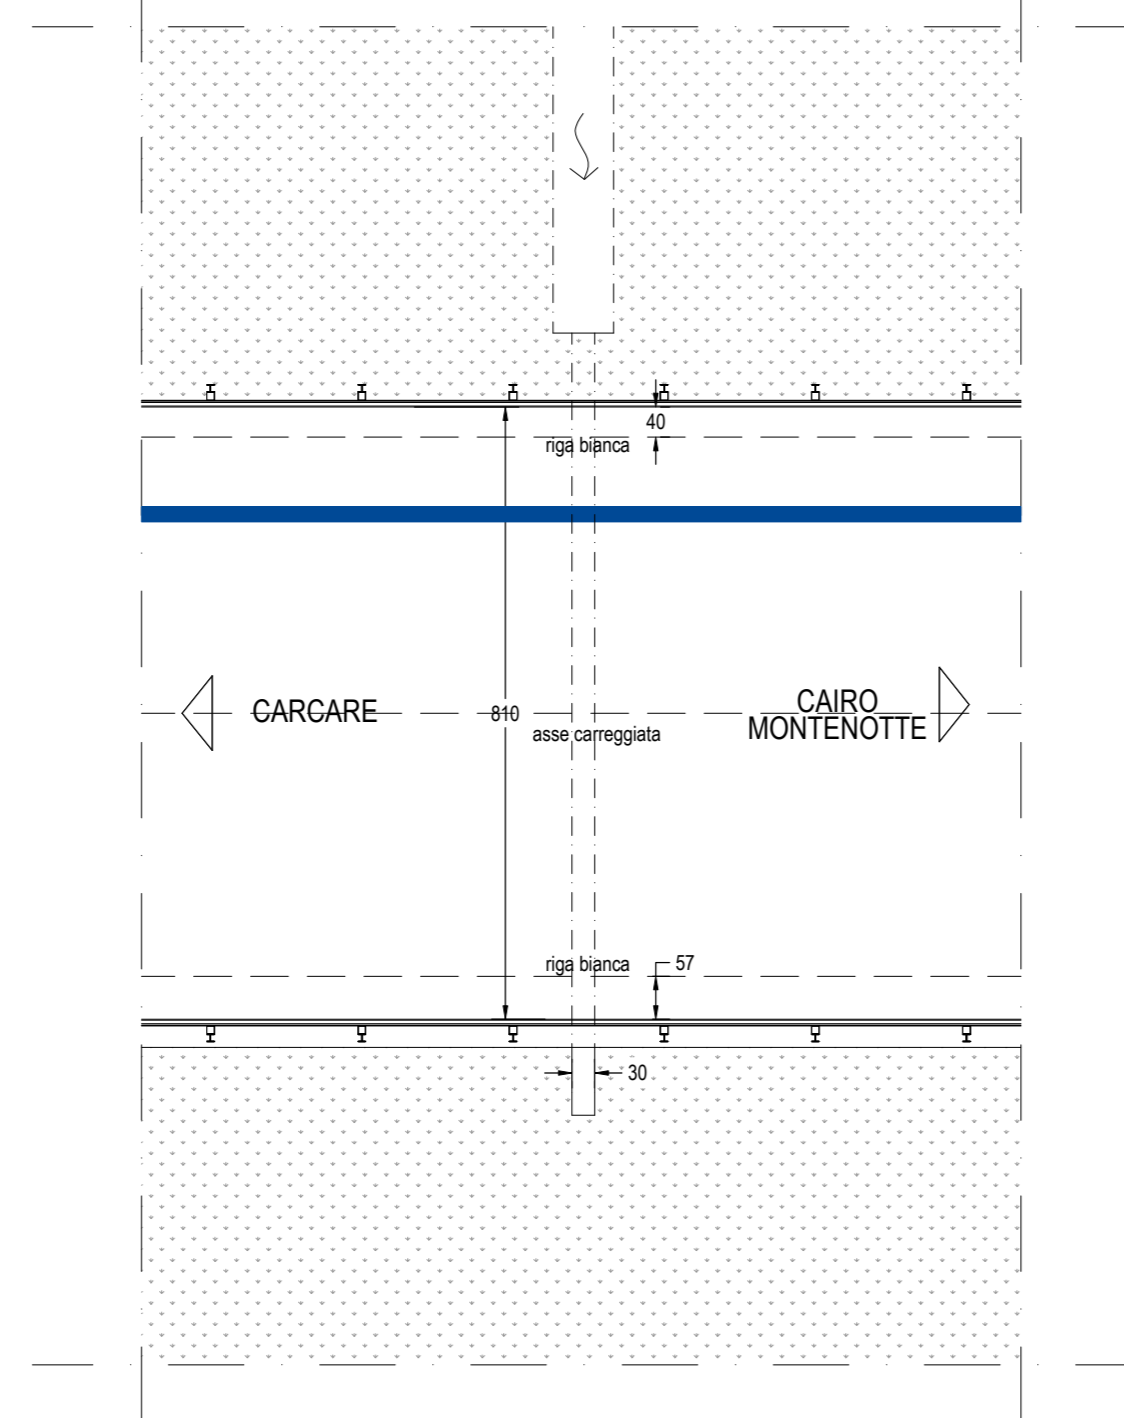 40
riga bianca
CARCARE
810
asse carreggiata
CAIRO
MONTENOTTE
riga bianca
57
30